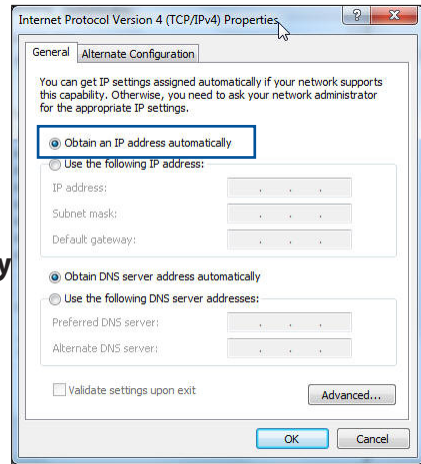 Internet Protocol Version 4 (TCP/IPv4) Properties
General
Alternate Configuration
You can get IP settings assigned automatically if your network supports
this capability. Otherwise, you need to ask your network administrator
for the appropriate IP settings.
Obtain an IP address automatically
Use the following IP address:
IP address:
Subnet mask:
Default gateway:
y
Obtain DNS server address automatically
Use the following DNS server addresses:
Preferred DNS server:
Alternate DNS server:
Validate settings upon exit
Advanced...
OK
Cancel